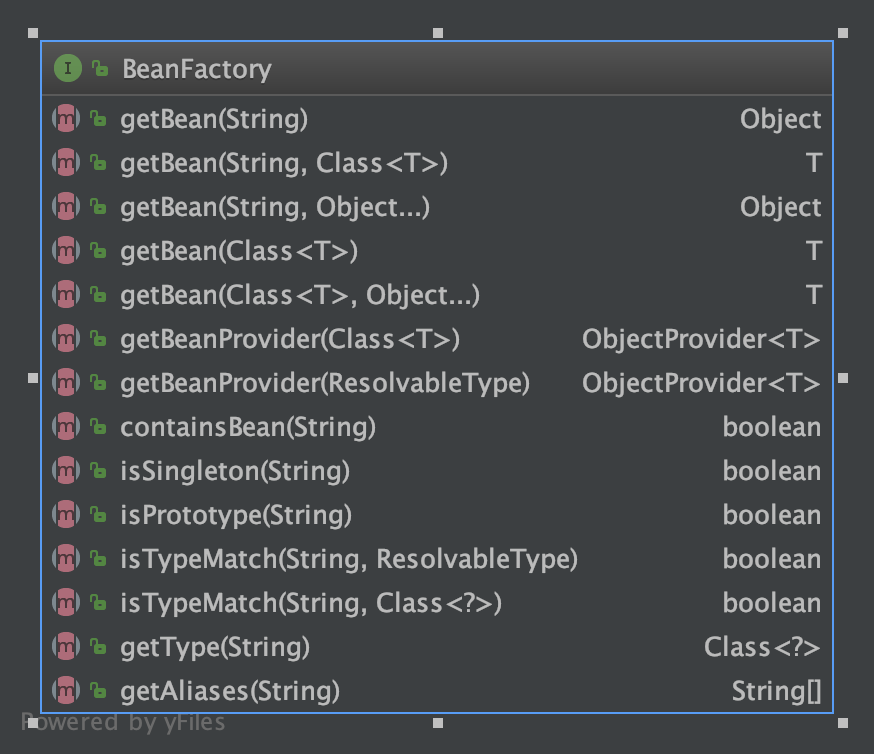 I BeanFactory
m getBean(String) Object
m getBean(String, Class<T>) T
m getBean(String, Object...) Object
m getBean(Class<T>) T
m getBean(Class<T>, Object...) T
m getBeanProvider(Class<T>) ObjectProvider<T>
m getBeanProvider(ResolvableType) ObjectProvider<T>
m containsBean(String) boolean
m isSingleton(String) boolean
m isPrototype(String) boolean
m isTypeMatch(String, ResolvableType) boolean
m isTypeMatch(String, Class<?>) boolean
m getType(String) Class<?>
m getAliases(String) String[]
Powered by yFiles